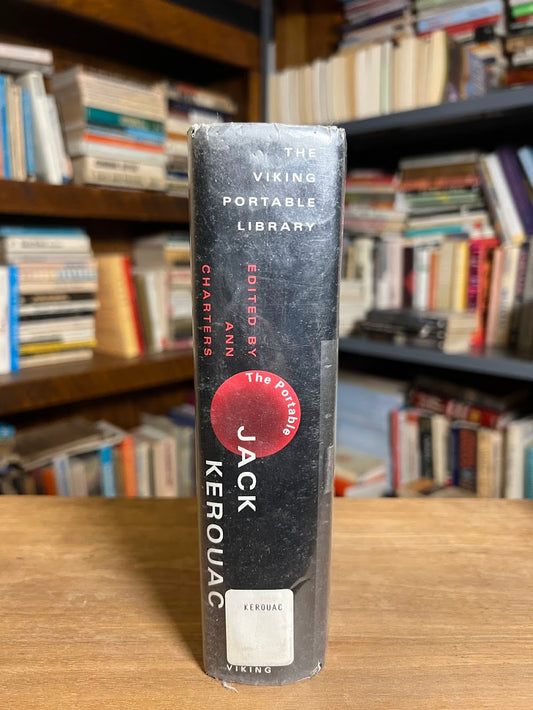 THE
VIKING
PORTABLE
LIBRARY
EDITED BY
ANN
CHARTERS
The Portable
JACK
KEROUAC
KEROUAC
VIKING